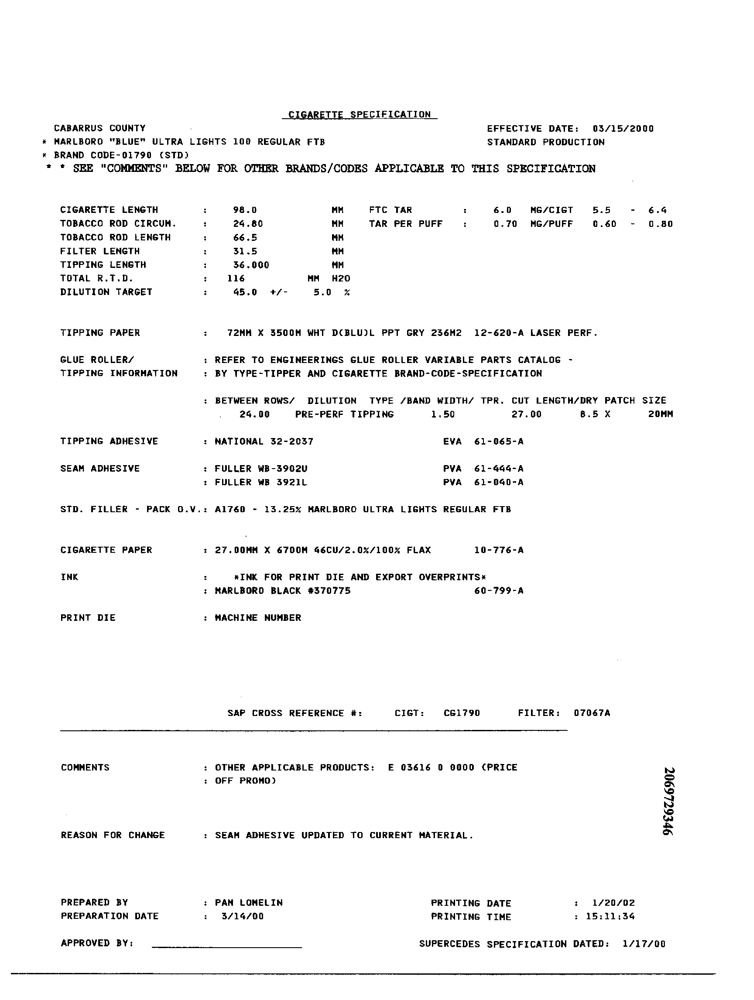 CIGARETTE SPECIFICATION
CABARRUS COUNTY EFFECTIVE DATE: 03/15/2000
* MARLBORO "BLUE" ULTRA LIGHTS 100 REGULAR FTB STANDARD PRODUCTION
* BRAND CODE-01790 (STD)
* * SEE "COMMENTS" BELOW FOR OTHER BRANDS/CODES APPLICABLE TO THIS SPECIFICATION
CIGARETTE LENGTH : 98.0 MM FTC TAR : 6.0 MG/CIGT 5.5 - 6.4
TOBACCO ROD CIRCUM. : 24.80 MM TAR PER PUFF : 0.70 MG/PUFF 0.60 - 0.80
TOBACCO ROD LENGTH : 66.5 MM
FILTER LENGTH : 31.5 MM
TIPPING LENGTH : 36.000 MM
TOTAL R.T.D. : 116 MM H2O
DILUTION TARGET : 45.0 +/- 5.0 %
TIPPING PAPER : 72MM X 3500M WHT D(BLU)L PPT GRY 236M2 12-620-A LASER PERF.
GLUE ROLLER/ : REFER TO ENGINEERINGS GLUE ROLLER VARIABLE PARTS CATALOG -
TIPPING INFORMATION : BY TYPE-TIPPER AND CIGARETTE BRAND-CODE-SPECIFICATION
: BETWEEN ROWS/ DILUTION TYPE /BAND WIDTH/ TPR. CUT LENGTH/DRY PATCH SIZE
24.00 PRE-PERF TIPPING 1.50 27.00 8.5 X 20MM
TIPPING ADHESIVE : NATIONAL 32-2037 EVA 61-065-A
SEAM ADHESIVE : FULLER WB-3902U PVA 61-444-A
: FULLER WB 3921L PVA 61-040-A
STD. FILLER - PACK O.V.: A1760 - 13.25% MARLBORO ULTRA LIGHTS REGULAR FTB
CIGARETTE PAPER : 27.00MM X 6700M 46CU/2.0%/100% FLAX 10-776-A
INK : *INK FOR PRINT DIE AND EXPORT OVERPRINTS*
: MARLBORO BLACK #370775 60-799-A
PRINT DIE : MACHINE NUMBER
SAP CROSS REFERENCE #: CIGT: CG1790 FILTER: 07067A
COMMENTS : OTHER APPLICABLE PRODUCTS: E 03616 0 0000 (PRICE
: OFF PROMO)
2069729346
REASON FOR CHANGE : SEAM ADHESIVE UPDATED TO CURRENT MATERIAL.
PREPARED BY : PAM LOMELIN PRINTING DATE : 1/20/02
PREPARATION DATE : 3/14/00 PRINTING TIME : 15:11:34
APPROVED BY: SUPERCEDES SPECIFICATION DATED: 1/17/00